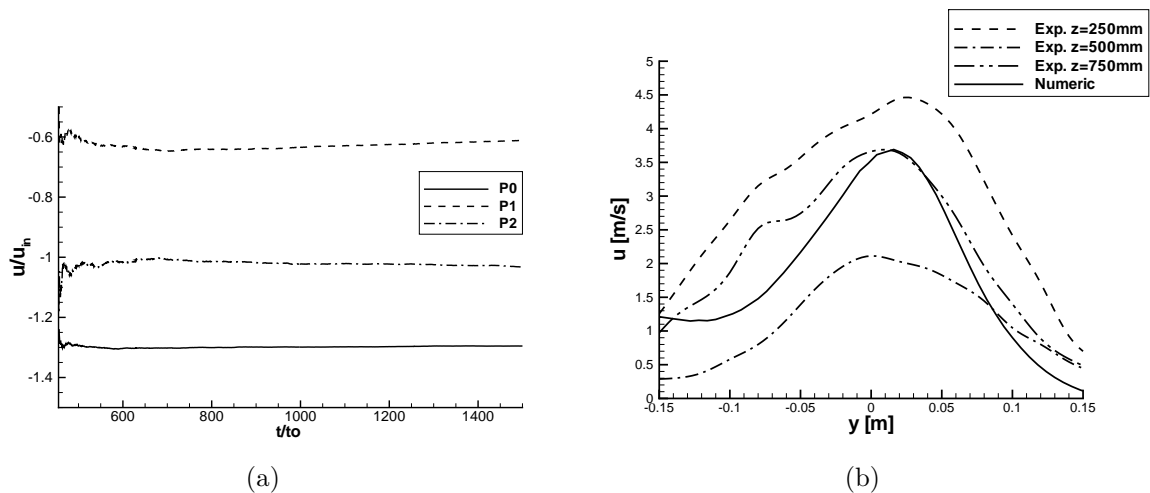 u/u_in
-0.6
-0.8
-1
-1.2
-1.4
600
800
1000
1200
1400
t/to
P0
P1
P2
(a)
Exp. z=250mm
Exp. z=500mm
Exp. z=750mm
Numeric
u [m/s]
5
4.5
4
3.5
3
2.5
2
1.5
1
0.5
0
-0.15
-0.1
-0.05
0
0.05
0.1
0.15
y [m]
(b)